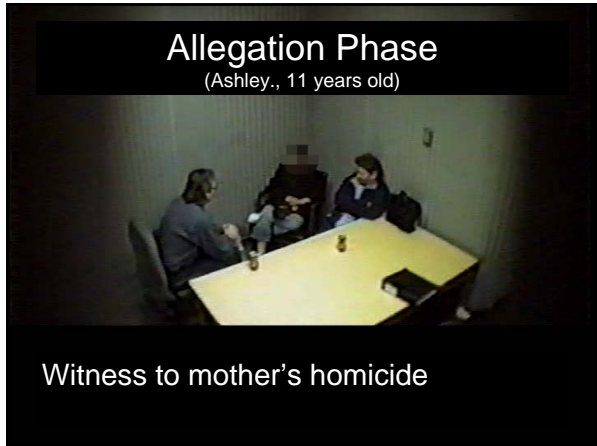 Allegation Phase
(Ashley., 11 years old)
Witness to mother's homicide